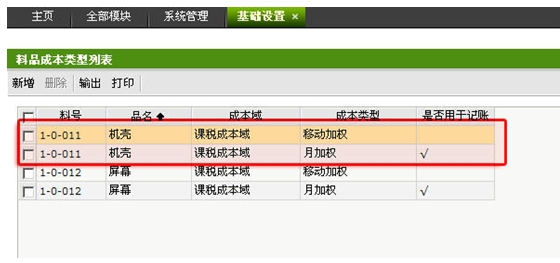 主页 全部模块 系统管理 基础设置 ×
料品成本类型列表
新增 删除 输出 打印
料号 品名 ◆ 成本域 成本类型 是否用于记账
1-0-011 机壳 课税成本域 移动加权
1-0-011 机壳 课税成本域 月加权 √
1-0-012 屏幕 课税成本域 移动加权
1-0-012 屏幕 课税成本域 月加权 √